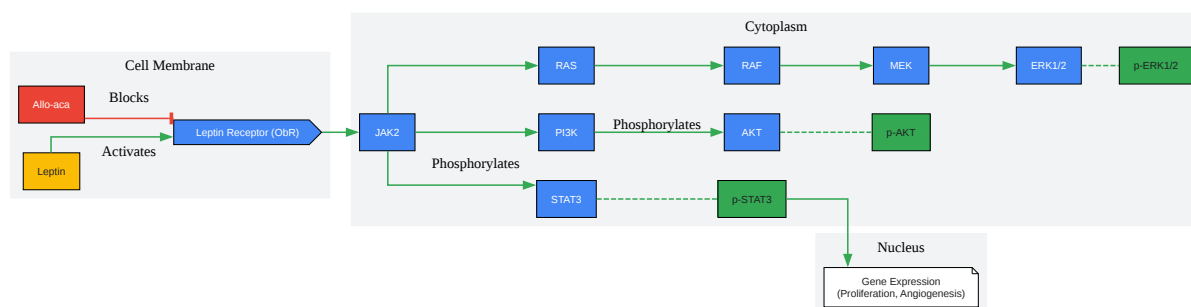 Cytoplasm
Cell Membrane
RAS
RAF
MEK
ERK1/2
p-ERK1/2
Allo-aca
Blocks
Leptin Receptor (ObR)
Activates
Leptin
JAK2
PI3K
Phosphorylates
AKT
p-AKT
Phosphorylates
STAT3
p-STAT3
Nucleus
Gene Expression
(Proliferation, Angiogenesis)